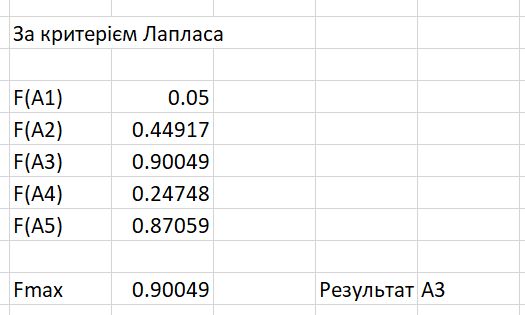 За критерієм Лапласа
F(A1) 0.05
F(A2) 0.44917
F(A3) 0.90049
F(A4) 0.24748
F(A5) 0.87059
Fmax 0.90049 Результат A3